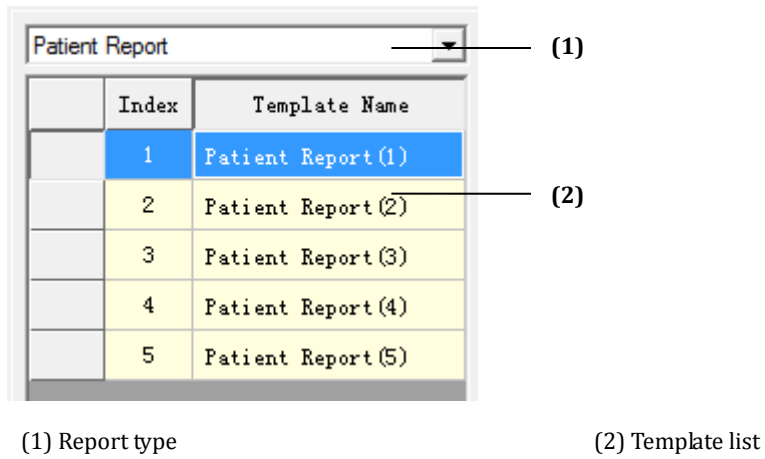 Patient Report (1)
Index Template Name
1 Patient Report(1)
2 Patient Report(2) (2)
3 Patient Report(3)
4 Patient Report(4)
5 Patient Report(5)
(1) Report type (2) Template list